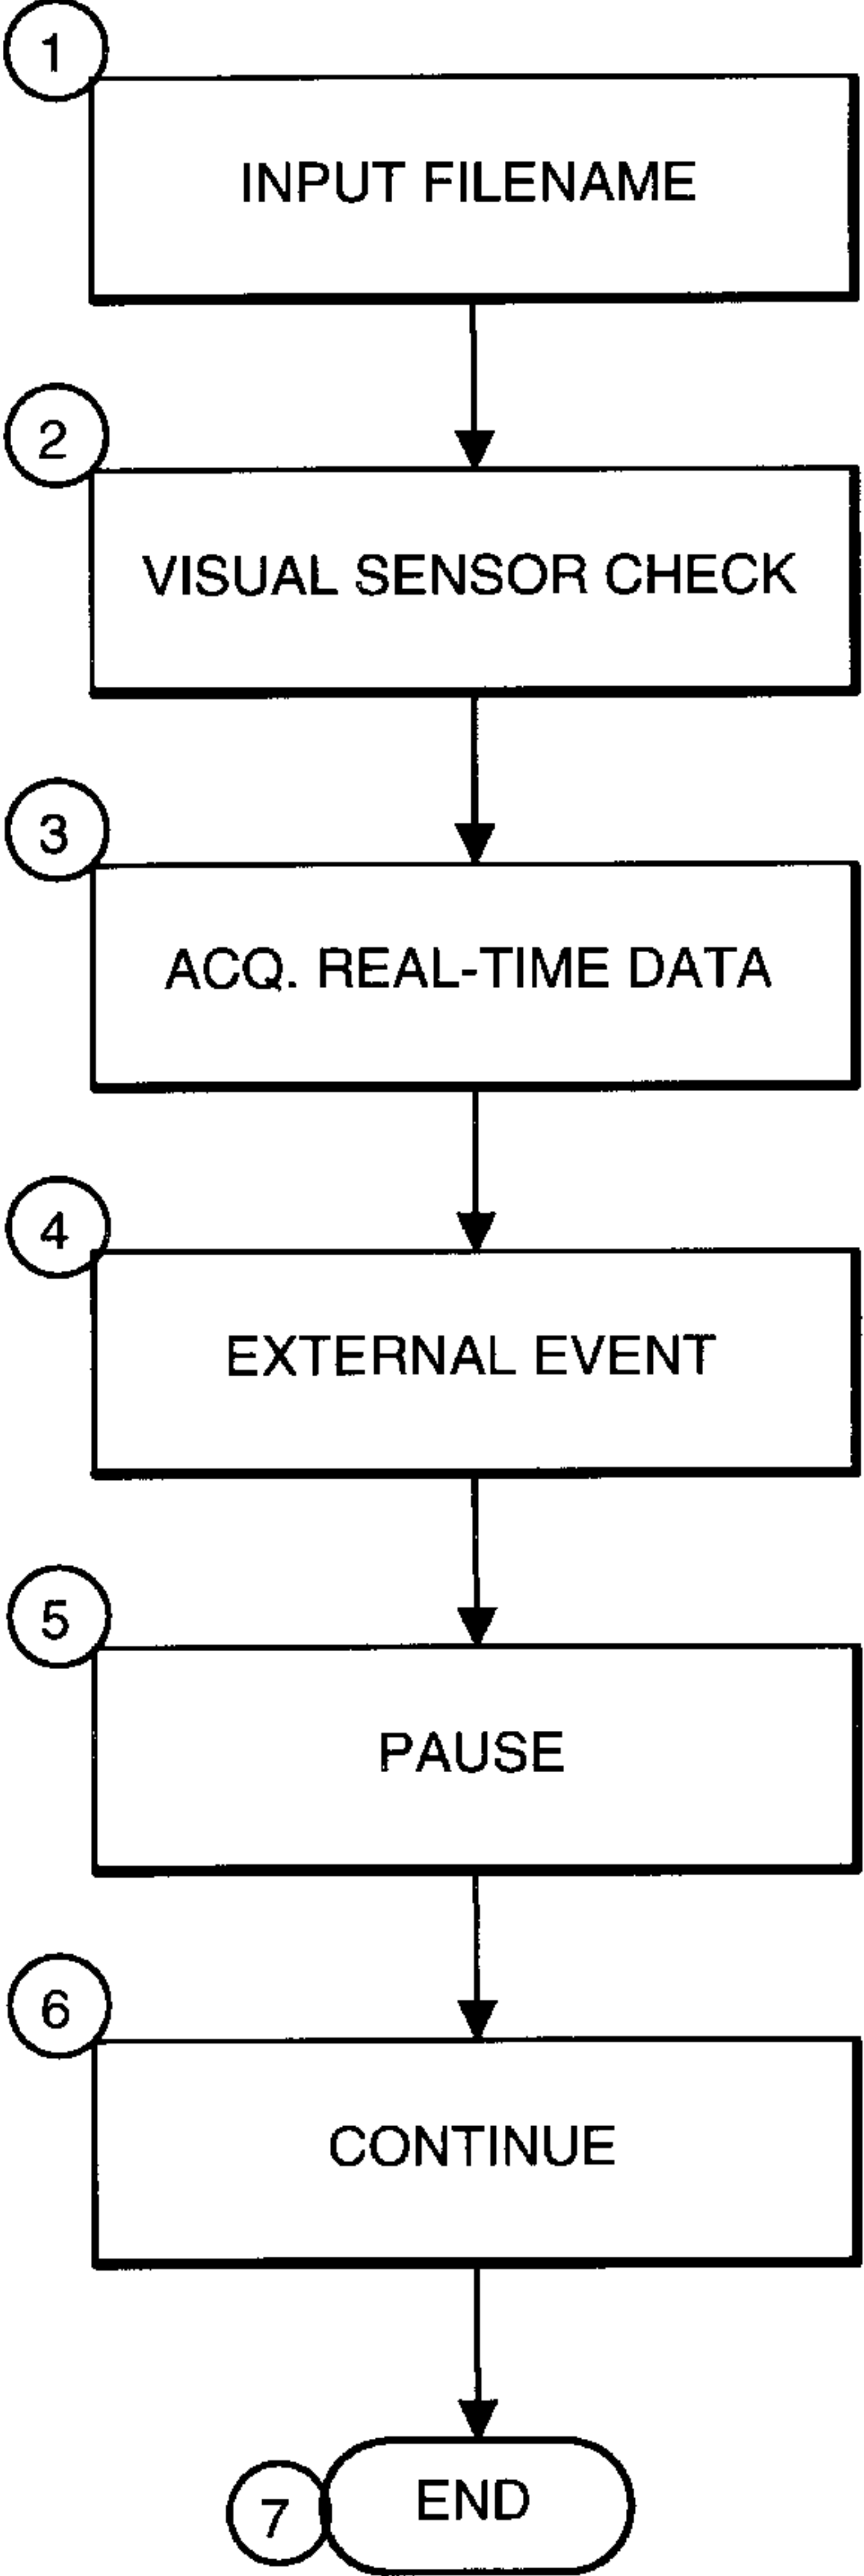 1
INPUT FILENAME
2
VISUAL SENSOR CHECK
3
ACQ. REAL-TIME DATA
4
EXTERNAL EVENT
5
PAUSE
6
CONTINUE
7
END